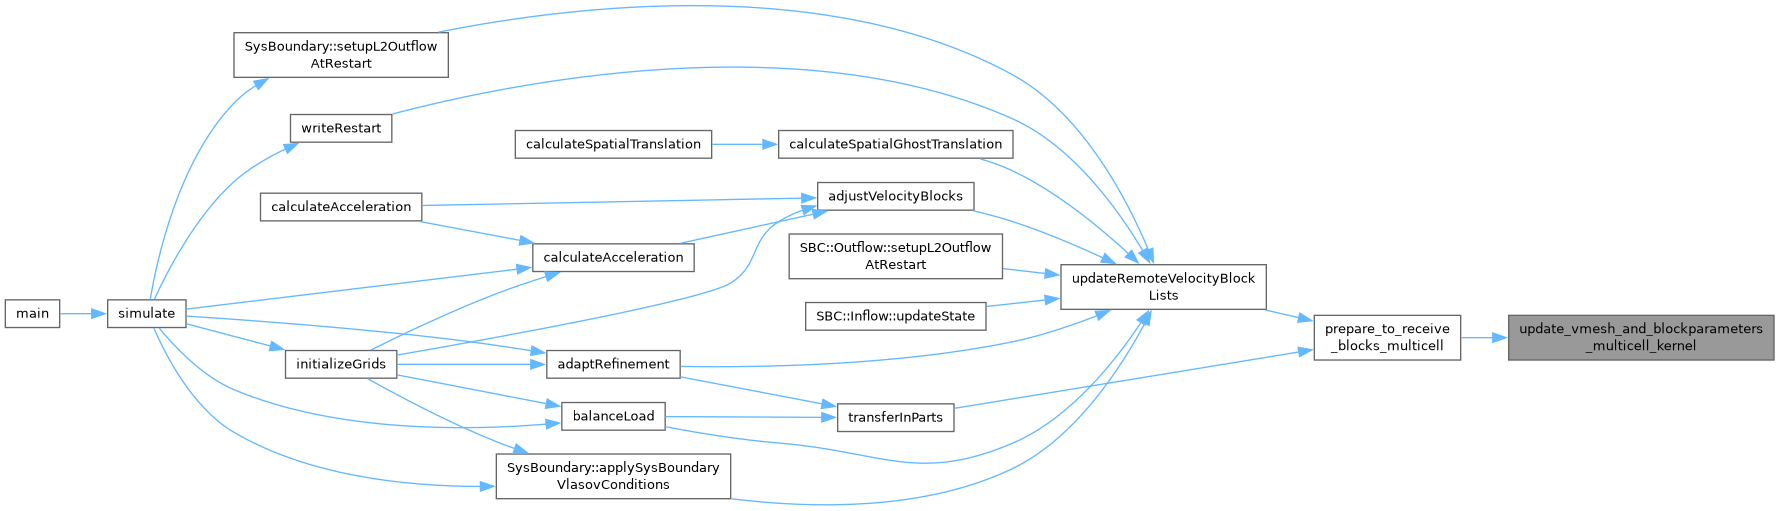 SysBoundary::setupL2Outflow
AtRestart
writeRestart
calculateSpatialTranslation
calculateSpatialGhostTranslation
calculateAcceleration
adjustVelocityBlocks
SBC::Outflow::setupL2Outflow
AtRestart
calculateAcceleration
updateRemoteVelocityBlock
Lists
main
simulate
SBC::Inflow::updateState
prepare_to_receive
_blocks_multicell
update_vmesh_and_blockparameters
_multicell_kernel
initializeGrids
adaptRefinement
balanceLoad
transferInParts
SysBoundary::applySysBoundary
VlasovConditions